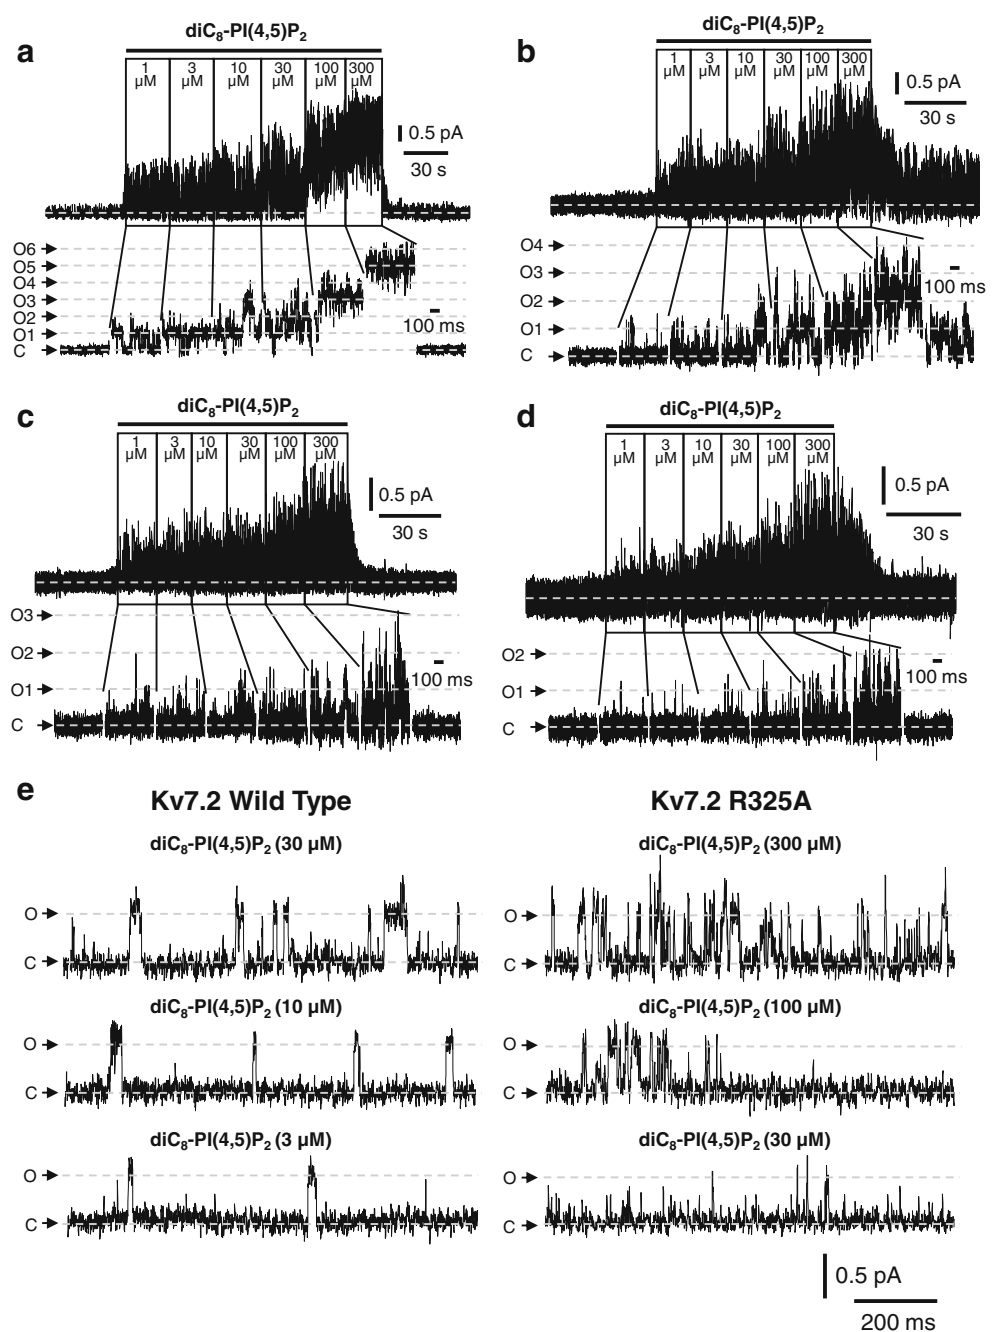 a
diC8-PI(4,5)P2
1 µM
3 µM
10 µM
30 µM
100 µM
300 µM
0.5 pA
30 s
O6
O5
O4
O3
O2
O1
C
100 ms
b
diC8-PI(4,5)P2
1 µM
3 µM
10 µM
30 µM
100 µM
300 µM
0.5 pA
30 s
O4
O3
O2
O1
C
100 ms
c
diC8-PI(4,5)P2
1 µM
3 µM
10 µM
30 µM
100 µM
300 µM
0.5 pA
30 s
O3
O2
O1
C
100 ms
d
diC8-PI(4,5)P2
1 µM
3 µM
10 µM
30 µM
100 µM
300 µM
0.5 pA
30 s
O2
O1
C
100 ms
e
Kv7.2 Wild Type
diC8-PI(4,5)P2 (30 µM)
O
C
diC8-PI(4,5)P2 (10 µM)
O
C
diC8-PI(4,5)P2 (3 µM)
O
C
Kv7.2 R325A
diC8-PI(4,5)P2 (300 µM)
O
C
diC8-PI(4,5)P2 (100 µM)
O
C
diC8-PI(4,5)P2 (30 µM)
O
C
0.5 pA
200 ms